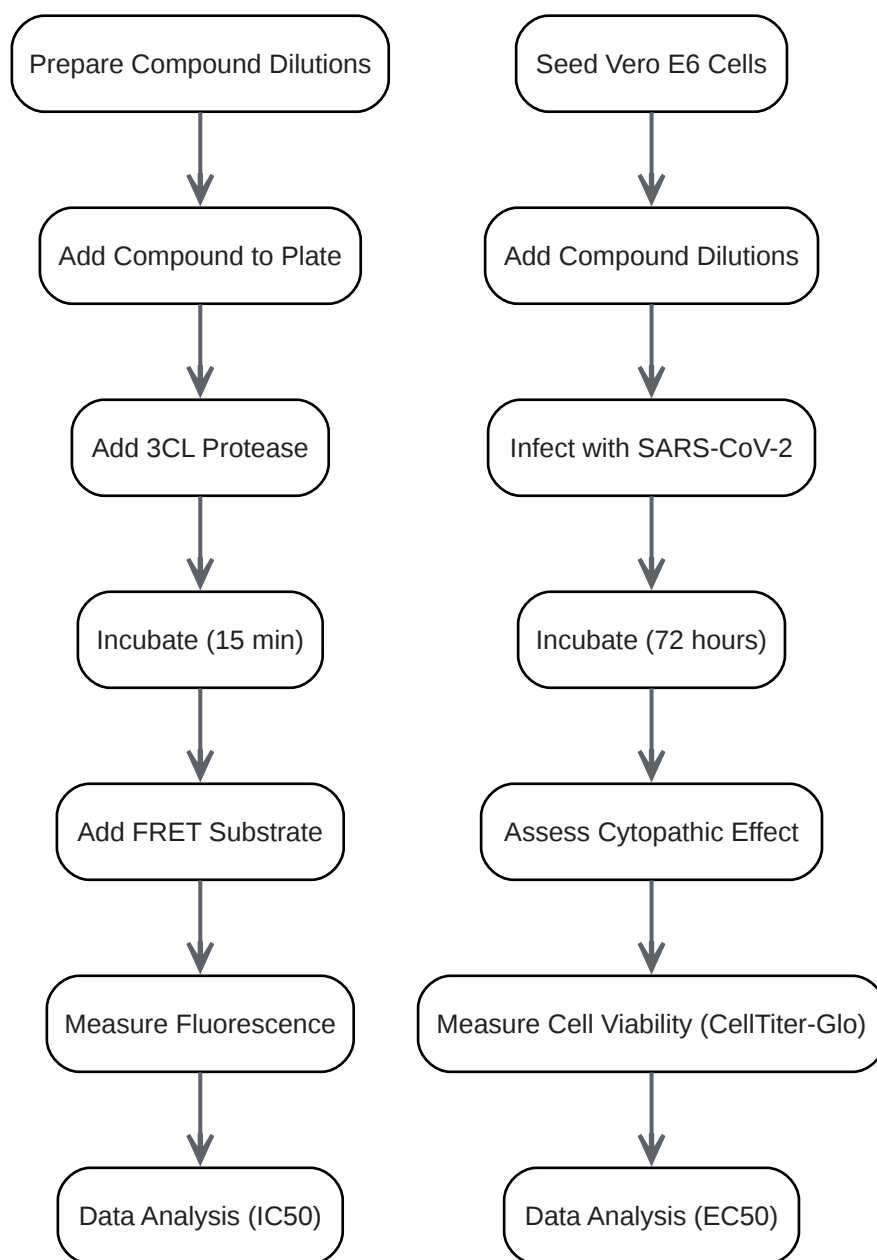 Prepare Compound Dilutions
Add Compound to Plate
Add 3CL Protease
Incubate (15 min)
Add FRET Substrate
Measure Fluorescence
Data Analysis (IC50)
Seed Vero E6 Cells
Add Compound Dilutions
Infect with SARS-CoV-2
Incubate (72 hours)
Assess Cytopathic Effect
Measure Cell Viability (CellTiter-Glo)
Data Analysis (EC50)